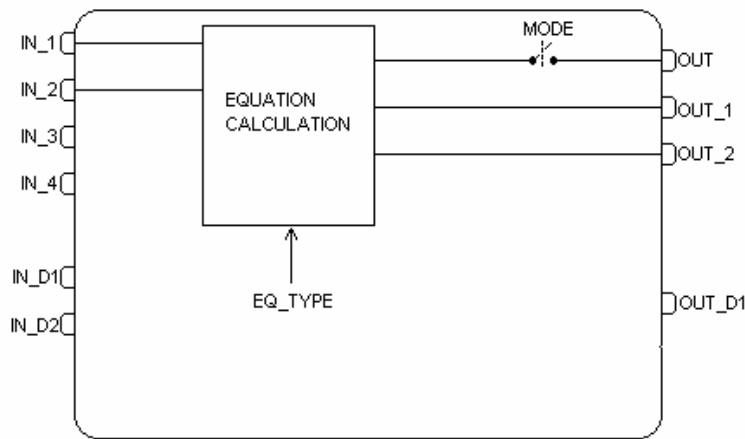 MODE
IN_1
OUT
IN_2
EQUATION
CALCULATION
OUT_1
IN_3
OUT_2
IN_4
IN_D1
EQ_TYPE
OUT_D1
IN_D2